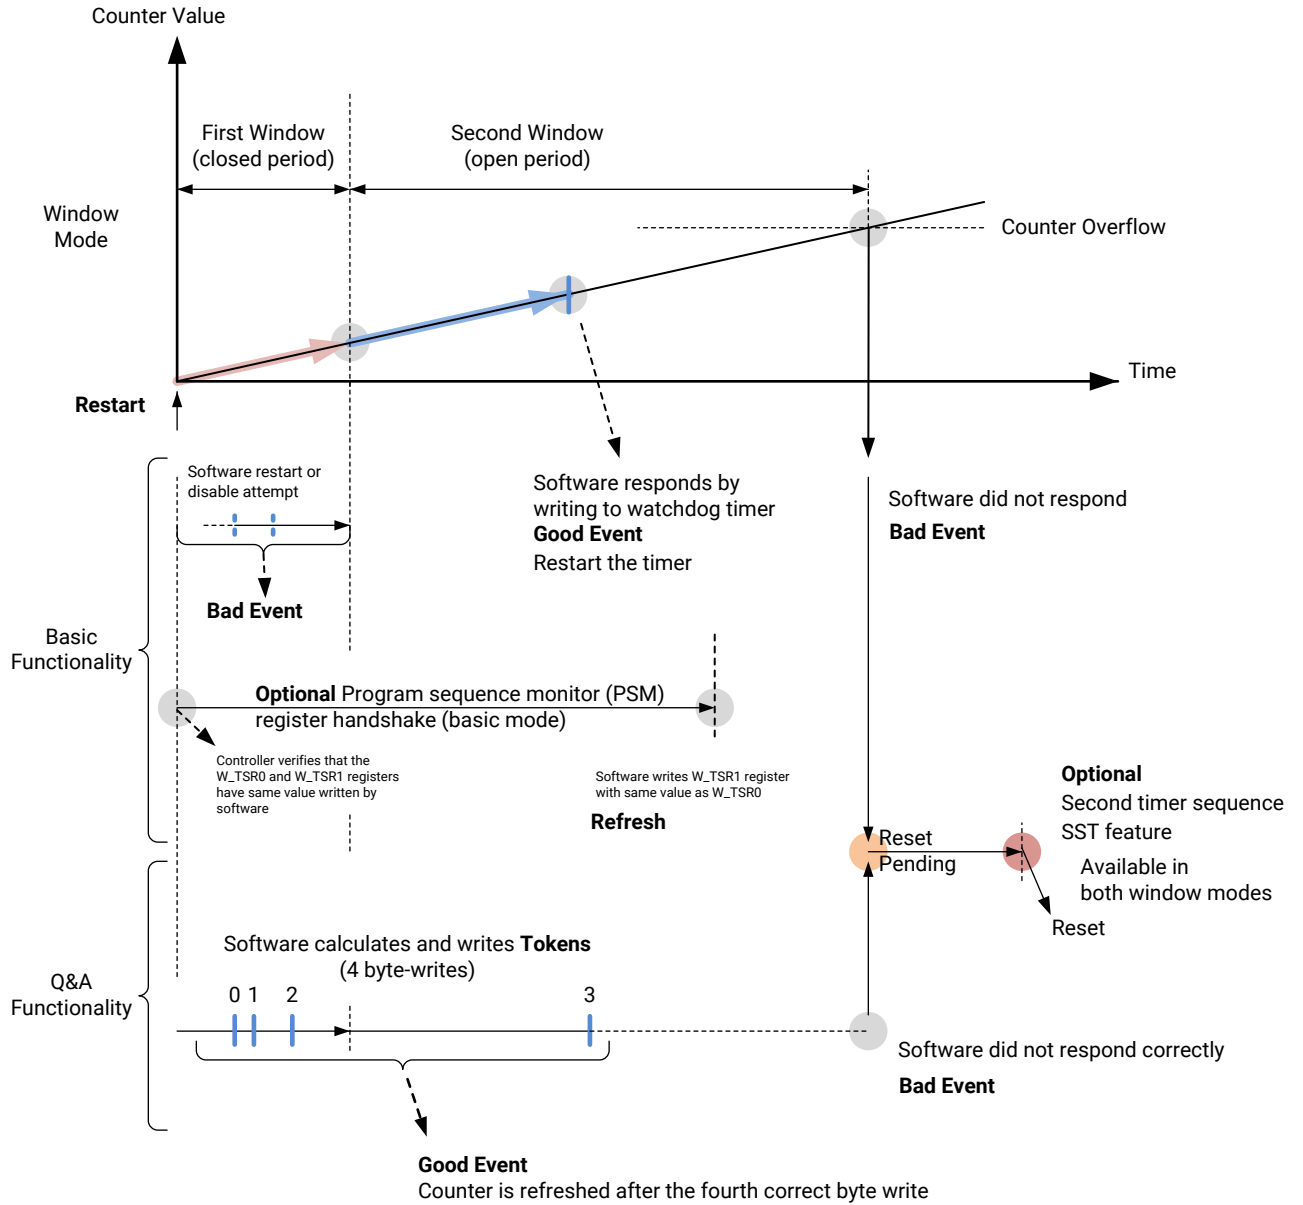 Counter Value
First Window
(closed period)
Second Window
(open period)
Window
Mode
Counter Overflow
Time
Restart
Software restart or
disable attempt
Bad Event
Software responds by
writing to watchdog timer
Good Event
Restart the timer
Software did not respond
Bad Event
Basic
Functionality
Optional Program sequence monitor (PSM)
register handshake (basic mode)
Controller verifies that the
W_TSR0 and W_TSR1 registers
have same value written by
software
Software writes W_TSR1 register
with same value as W_TSR0
Refresh
Reset
Pending
Optional
Second timer sequence
SST feature
Available in
both window modes
Reset
Q&A
Functionality
Software calculates and writes Tokens
(4 byte-writes)
0 1 2 3
Software did not respond correctly
Bad Event
Good Event
Counter is refreshed after the fourth correct byte write